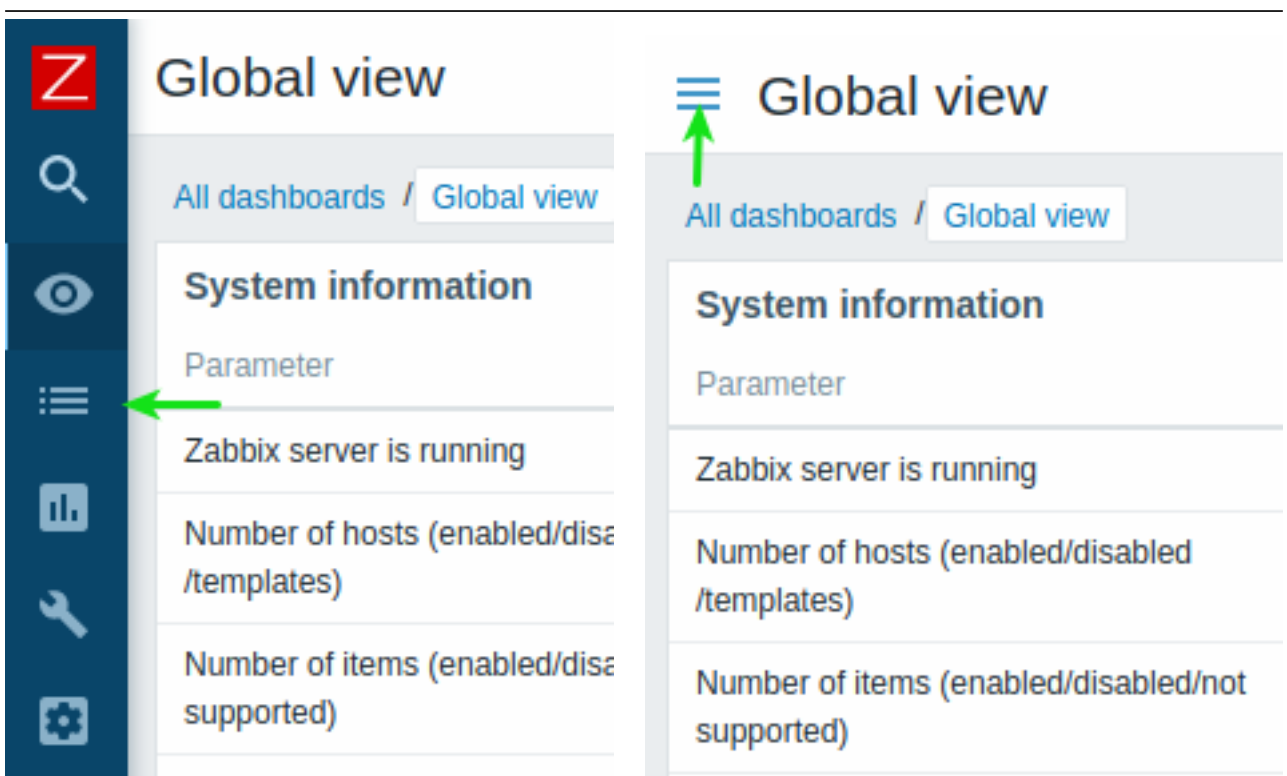 Z
Global view
All dashboards / Global view
System information
Parameter
Zabbix server is running
Number of hosts (enabled/disa
/templates)
Number of items (enabled/disa
supported)
Global view
All dashboards / Global view
System information
Parameter
Zabbix server is running
Number of hosts (enabled/disabled
/templates)
Number of items (enabled/disabled/not
supported)